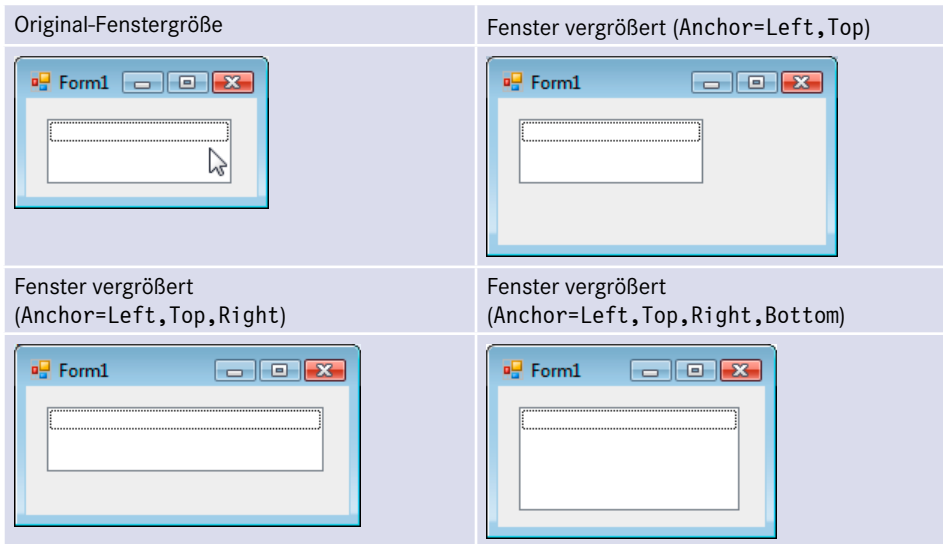 Original-Fenstergröße
Fenster vergrößert (Anchor=Left,Top)
Form1
Form1
Fenster vergrößert
(Anchor=Left,Top,Right)
Fenster vergrößert
(Anchor=Left,Top,Right,Bottom)
Form1
Form1